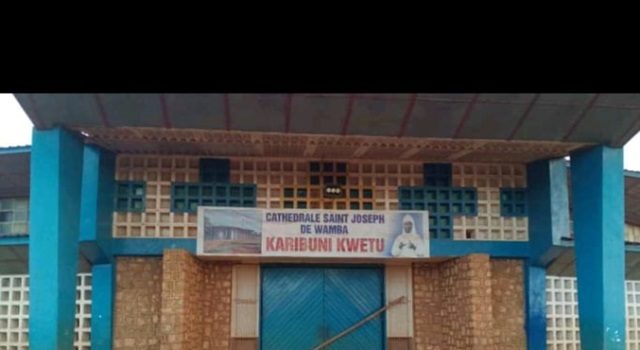 CATHEDRALE SAINT JOSEPH
DE WAMBA
KARIBUNI KWETU